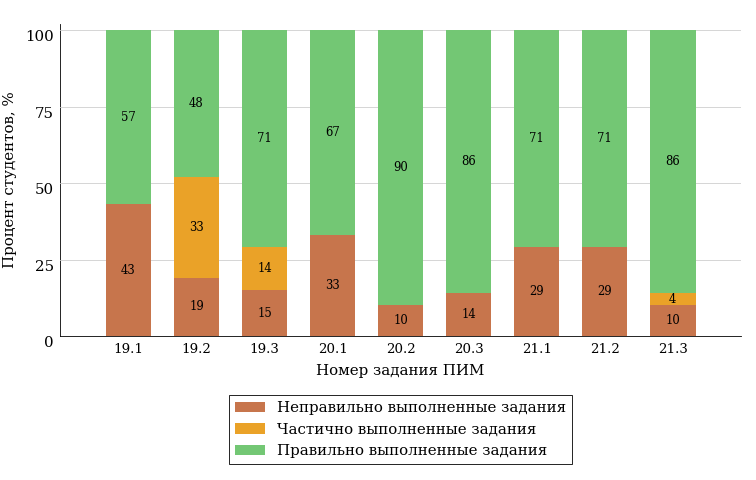 Процент студентов, %
100
75
50
25
0
57 48 71 67 90 86 71 71 86
33 14 4
43 19 15 33 10 14 29 29 10
19.1 19.2 19.3 20.1 20.2 20.3 21.1 21.2 21.3
Номер задания ПИМ
Неправильно выполненные задания
Частично выполненные задания
Правильно выполненные задания